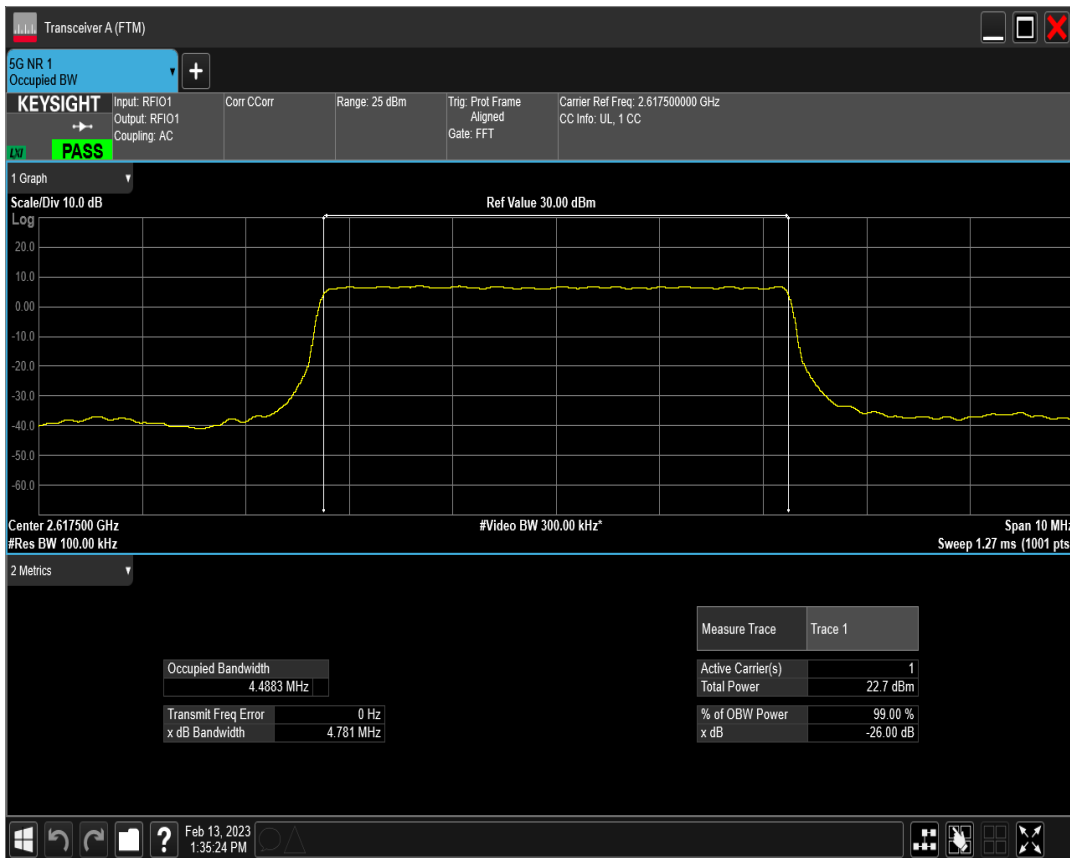 Transceiver A (FTM)
5G NR 1
Occupied BW
+
KEYSIGHT
LXI
PASS
Input: RFIO1
Output: RFIO1
Coupling: AC
Corr CCorr
Range: 25 dBm
Trig: Prot Frame
Aligned
Gate: FFT
Carrier Ref Freq: 2.617500000 GHz
CC Info: UL, 1 CC
1 Graph
Scale/Div 10.0 dB
Ref Value 30.00 dBm
Log
20.0
10.0
0.00
-10.0
-20.0
-30.0
-40.0
-50.0
-60.0
Center 2.617500 GHz
#Video BW 300.00 kHz*
Span 10 MHz
#Res BW 100.00 kHz
Sweep 1.27 ms (1001 pts
2 Metrics
Measure Trace Trace 1
Occupied Bandwidth
4.4883 MHz
Active Carrier(s) 1
Total Power 22.7 dBm
Transmit Freq Error 0 Hz
x dB Bandwidth 4.781 MHz
% of OBW Power 99.00 %
x dB -26.00 dB
?
Feb 13, 2023
1:35:24 PM